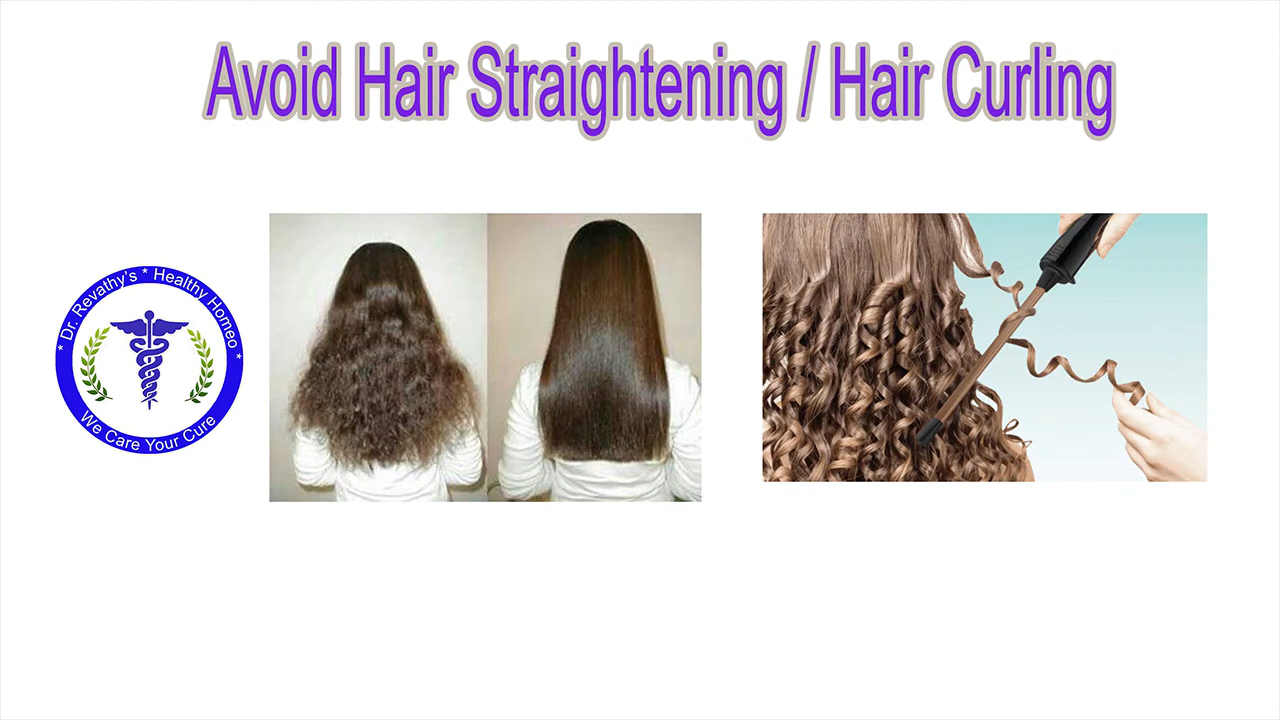 Avoid Hair Straightening / Hair Curling
* Dr. Revathy's * Healthy Homeo *
We Care Your Cure